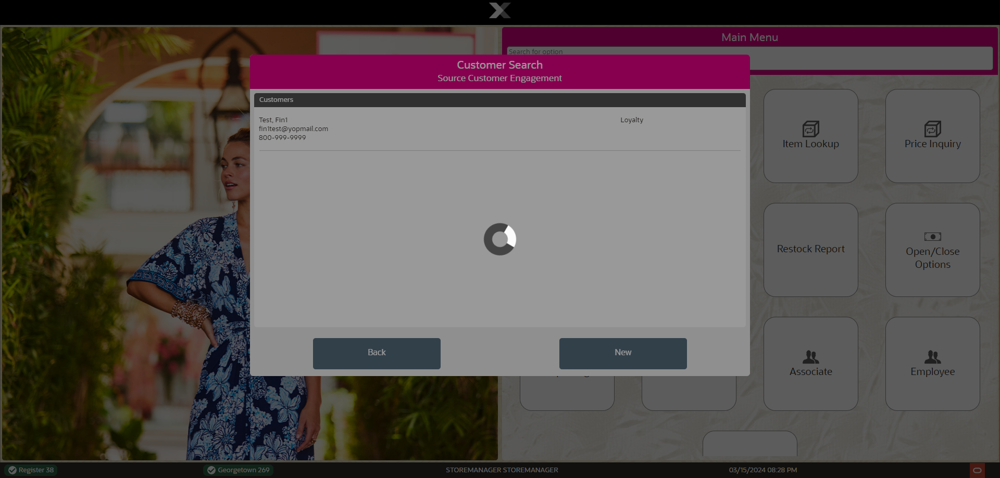 Main Menu
Search for option
Customer Search
Source Customer Engagement
Customers
Test, Fin1
Loyalty
fin1test@yopmail.com
800-999-9999
Back
New
Item Lookup
Price Inquiry
Restock Report
Open/Close
Options
Associate
Employee
Register 38
Georgetown 269
STOREMANAGER STOREMANAGER
03/15/2024 08:28 PM